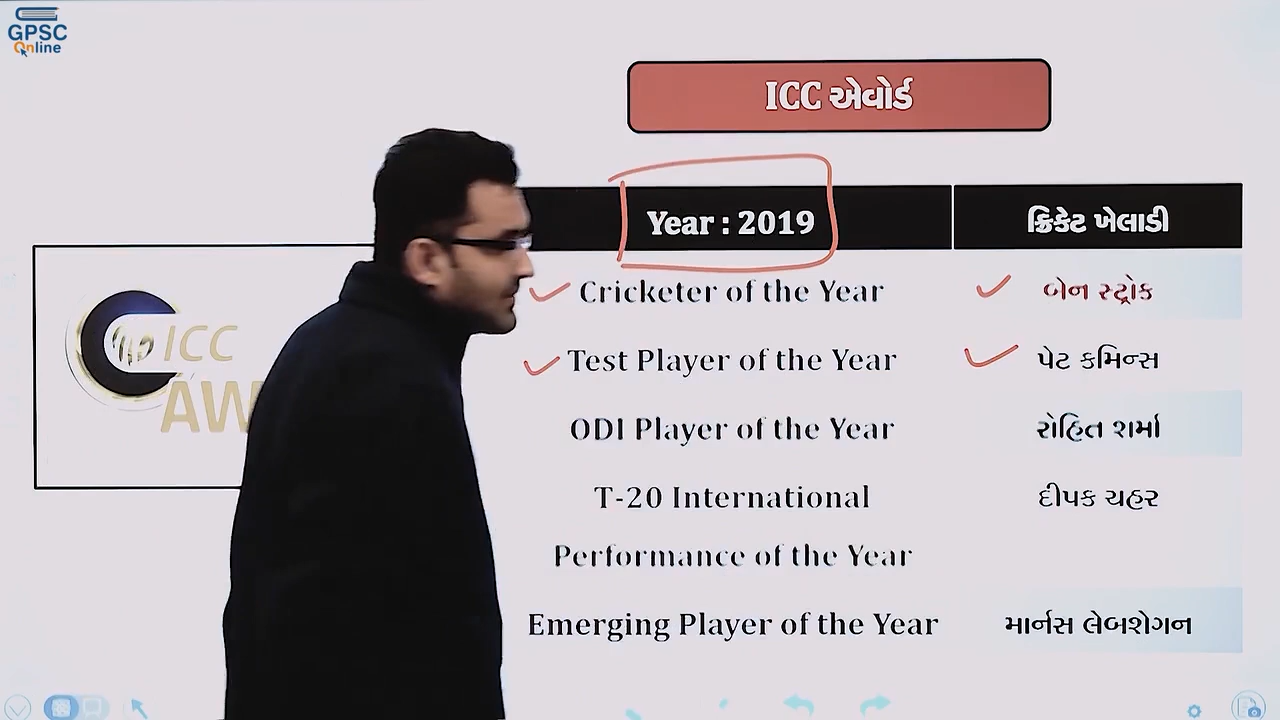 GPSC
Online
ICC એવોર્ડ
Year : 2019 ક્રિકેટ ખેલાડી
Cricketer of the Year બેન સ્ટ્રોક
Test Player of the Year પેટ કમિન્સ
ICC
AW
ODI Player of the Year રોહિત શર્મા
T-20 International દીપક ચહર
Performance of the Year
Emerging Player of the Year માર્નસ લેબશેગન